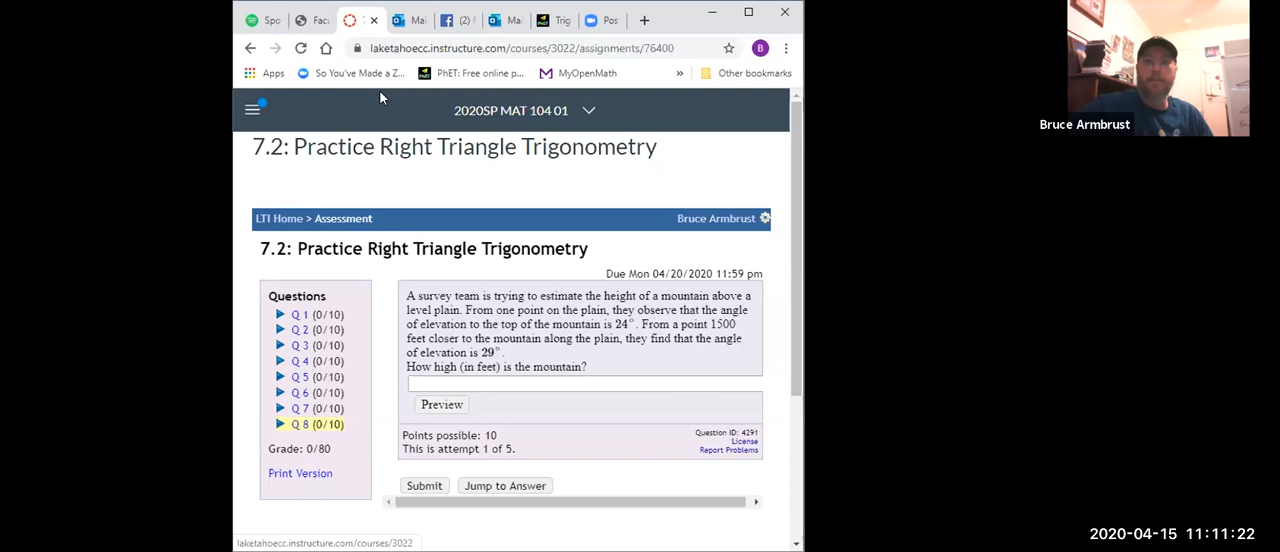 Spo
Facu
Mai
(2) F
Mai
Trig
Pos
laketahoecc.instructure.com/courses/3022/assignments/76400
B
Apps
So You've Made a Z...
PhET: Free online p...
MyOpenMath
»
Other bookmarks
2020SP MAT 104 01
7.2: Practice Right Triangle Trigonometry
LTI Home > Assessment
Bruce Armbrust
7.2: Practice Right Triangle Trigonometry
Due Mon 04/20/2020 11:59 pm
Questions
Q 1 (0/10)
Q 2 (0/10)
Q 3 (0/10)
Q 4 (0/10)
Q 5 (0/10)
Q 6 (0/10)
Q 7 (0/10)
Q 8 (0/10)
Grade: 0/80
Print Version
A survey team is trying to estimate the height of a mountain above a
level plain. From one point on the plain, they observe that the angle
of elevation to the top of the mountain is 24°. From a point 1500
feet closer to the mountain along the plain, they find that the angle
of elevation is 29°.
How high (in feet) is the mountain?
Preview
Points possible: 10
This is attempt 1 of 5.
Question ID: 4291
License
Report Problems
Submit
Jump to Answer
laketahoecc.instructure.com/courses/3022
Bruce Armbrust
2020-04-15 11:11:22